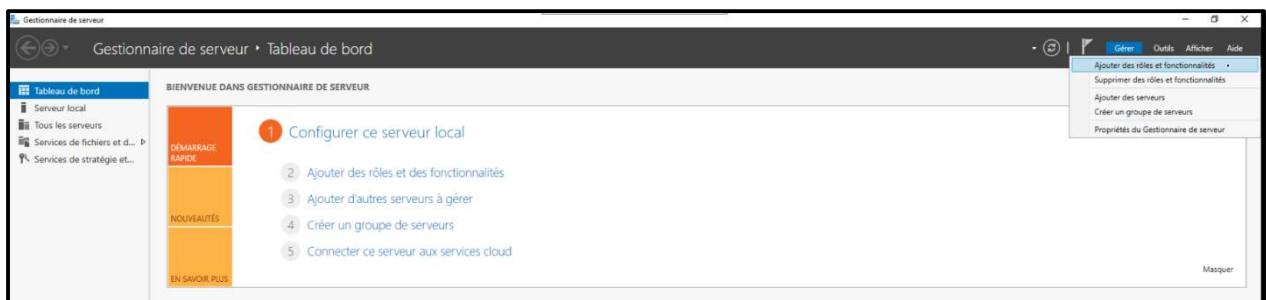 Gestionnaire de serveur
Gestionnaire de serveur ‣ Tableau de bord
Gérer Outils Afficher Aide
Ajouter des rôles et fonctionnalités
Supprimer des rôles et fonctionnalités
Ajouter des serveurs
Créer un groupe de serveurs
Propriétés du Gestionnaire de serveur
Tableau de bord
Serveur local
Tous les serveurs
Services de fichiers et d...
Services de stratégie et...
BIENVENUE DANS GESTIONNAIRE DE SERVEUR
DÉMARRAGE
RAPIDE
NOUVEAUTÉS
EN SAVOIR PLUS
1 Configurer ce serveur local
2 Ajouter des rôles et des fonctionnalités
3 Ajouter d'autres serveurs à gérer
4 Créer un groupe de serveurs
5 Connecter ce serveur aux services cloud
Masquer